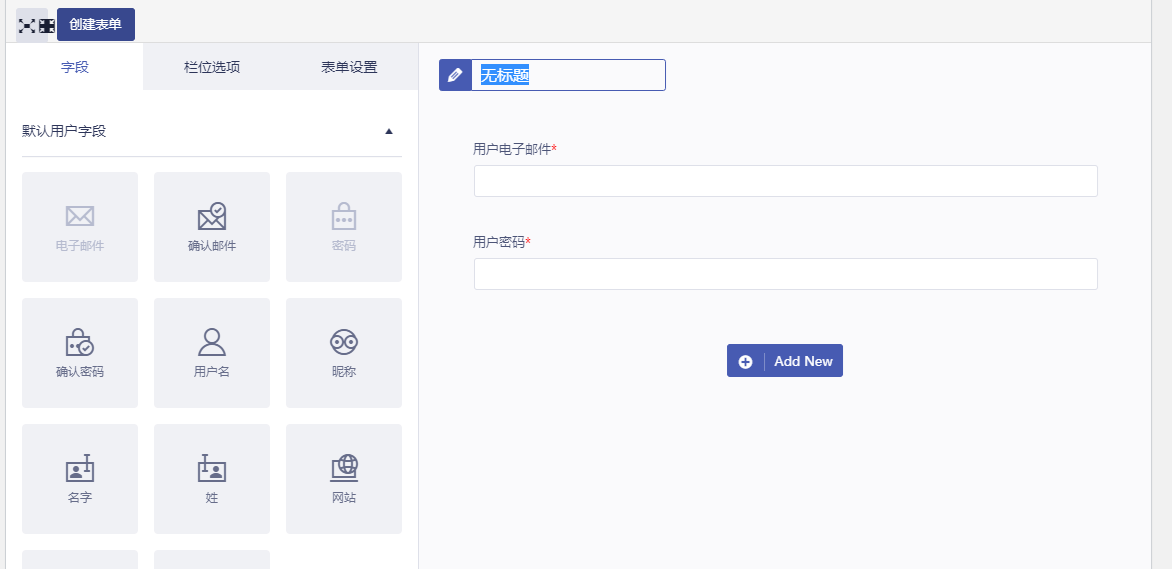 创建表单
字段
栏位选项
表单设置
无标题
默认用户字段
用户电子邮件*
电子邮件
确认邮件
密码
用户密码*
确认密码
用户名
昵称
Add New
名字
姓
网站